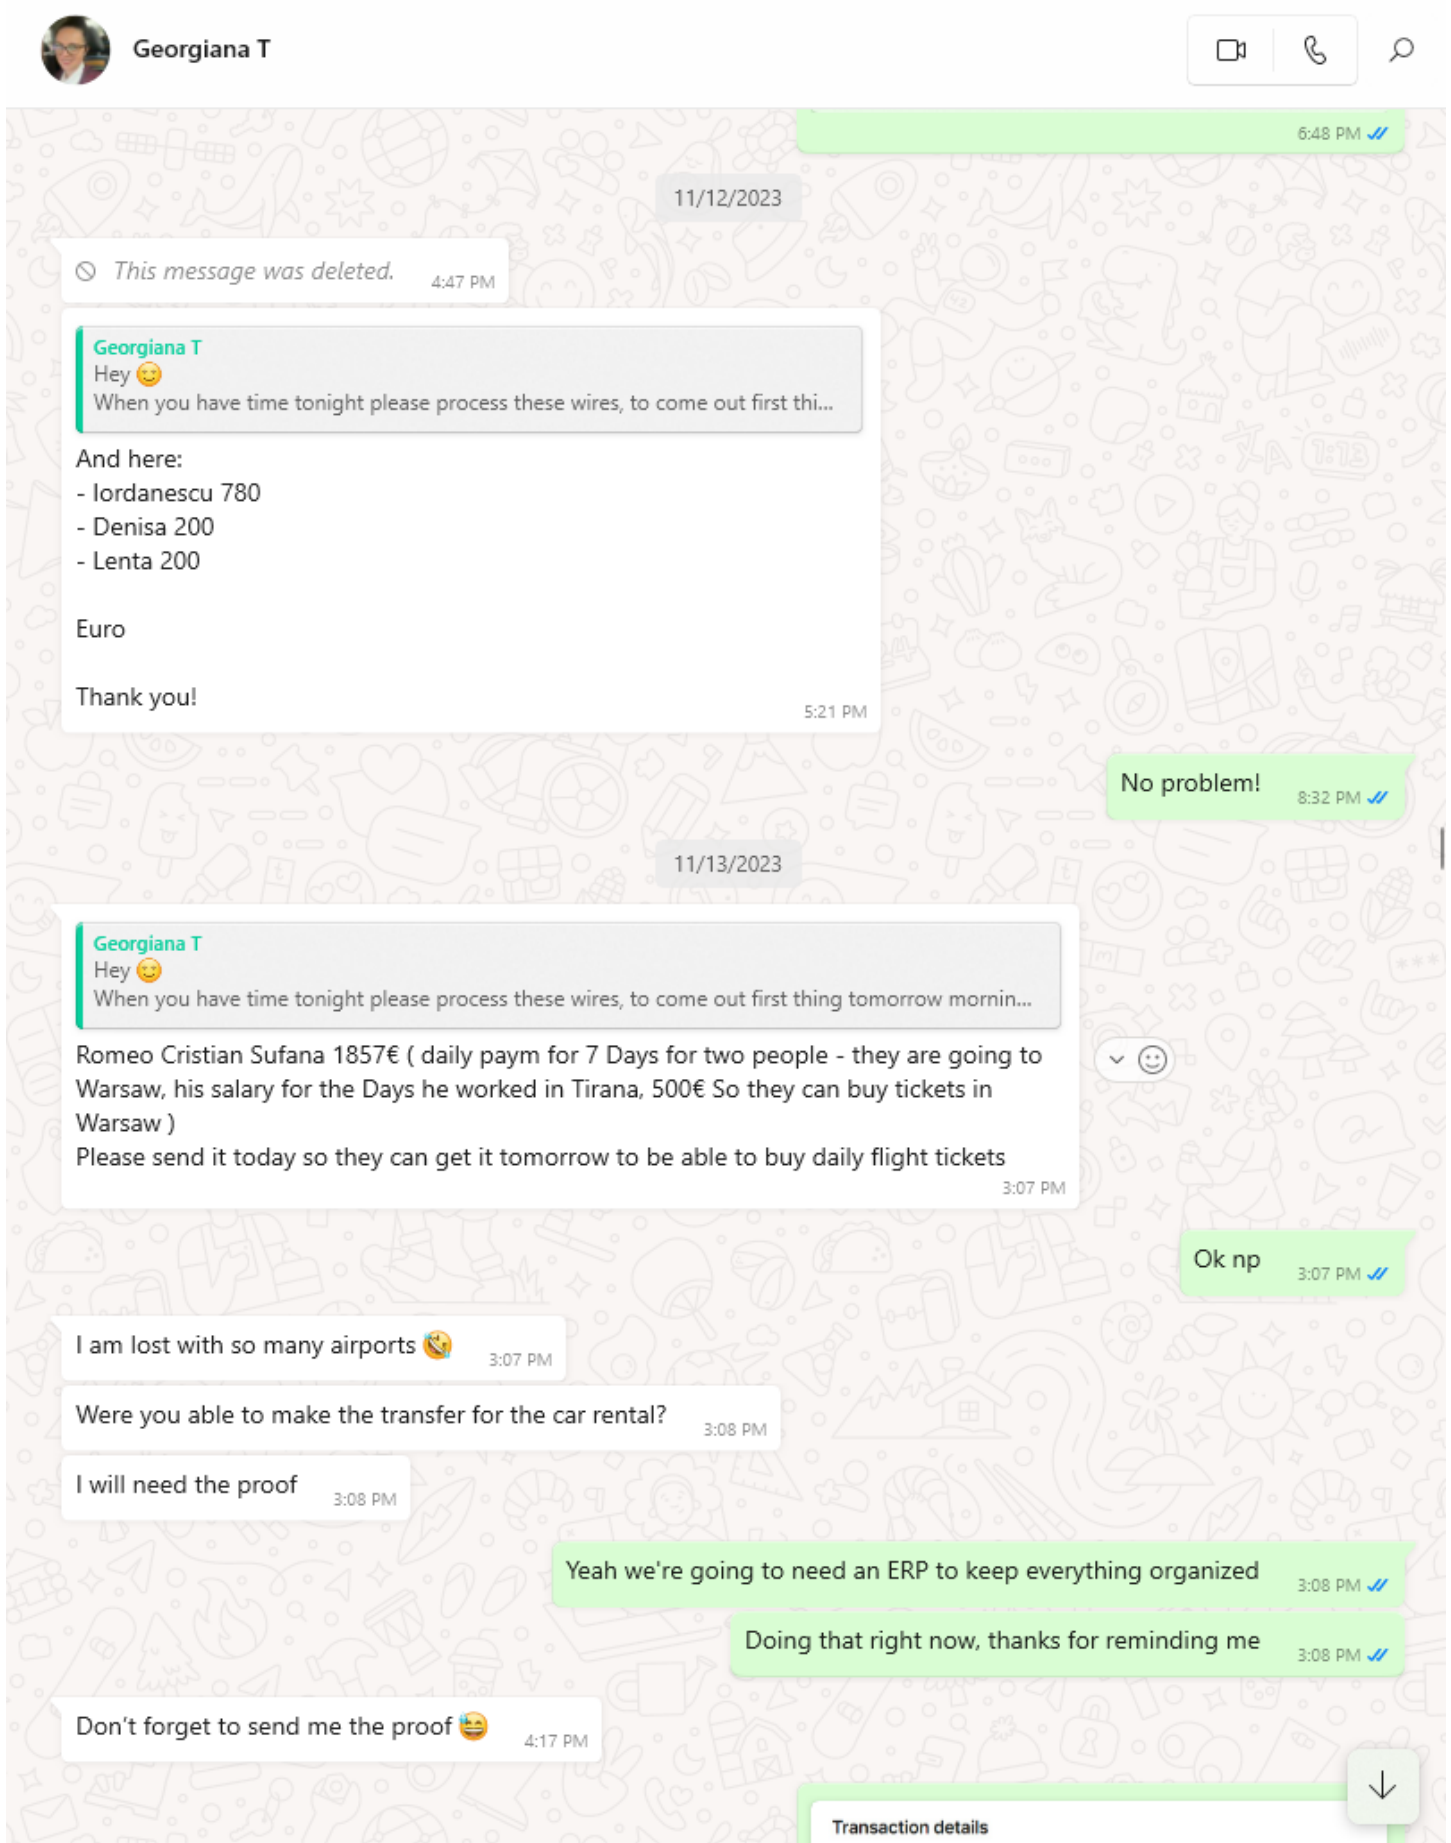 Georgiana T
6:48 PM
11/12/2023
This message was deleted.
4:47 PM
Georgiana T
Hey 😊
When you have time tonight please process these wires, to come out first thi...
And here:
- Iordanescu 780
- Denisa 200
- Lenta 200
Euro
Thank you!
5:21 PM
No problem!
8:32 PM
11/13/2023
Georgiana T
Hey 😊
When you have time tonight please process these wires, to come out first thing tomorrow mornin...
Romeo Cristian Sufana 1857€ ( daily paym for 7 Days for two people - they are going to
Warsaw, his salary for the Days he worked in Tirana, 500€ So they can buy tickets in
Warsaw )
Please send it today so they can get it tomorrow to be able to buy daily flight tickets
3:07 PM
Ok np
3:07 PM
I am lost with so many airports 🤣
3:07 PM
Were you able to make the transfer for the car rental?
3:08 PM
I will need the proof
3:08 PM
Yeah we're going to need an ERP to keep everything organized
3:08 PM
Doing that right now, thanks for reminding me
3:08 PM
Don't forget to send me the proof 😅
4:17 PM
Transaction details